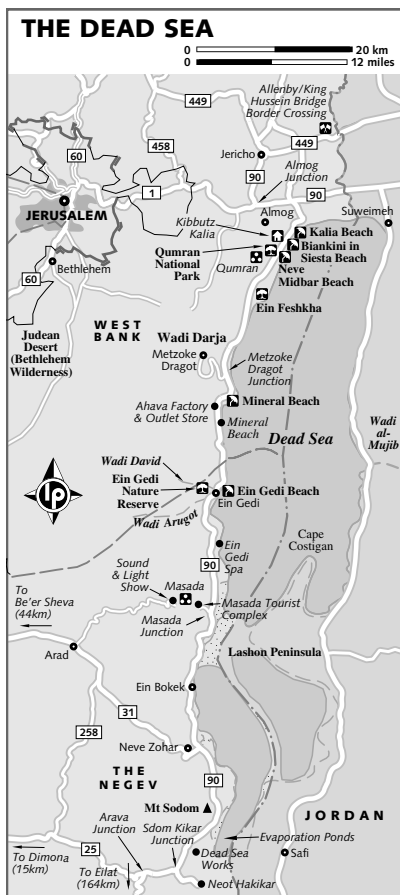 THE DEAD SEA
0 20 km
0 12 miles
Allenby/King
Hussein Bridge
Border Crossing
449
458
449
60
Jericho
1
90
Almog
Junction
90
JERUSALEM
Almog
Suweimeh
Kibbutz
Kalia
Kalia Beach
Biankini in
Siesta Beach
Qumran
National
Park
Qumran
Neve
Midbar Beach
Bethlehem
60
Ein Feshkha
WEST
BANK
Judean
Desert
(Bethlehem
Wilderness)
Wadi Darja
Metzoke
Dragot
Metzoke
Dragot
Junction
Mineral Beach
Ahava Factory
& Outlet Store
Mineral
Beach
Dead Sea
Wadi
al-
Mujib
Wadi David
Ein Gedi
Nature
Reserve
Ein Gedi Beach
Ein Gedi
lp
Wadi Arugot
Ein
Gedi
Spa
Cape
Costigan
90
Sound
& Light
Show
Masada
To
Be'er Sheva
(44km)
Masada Tourist
Complex
Masada
Junction
Arad
Lashon Peninsula
Ein Bokek
31
258
Neve Zohar
THE
NEGEV
90
Mt Sodom
JORDAN
Arava
Junction
Sdom Kikar
Junction
Evaporation Ponds
25
To Dimona
(15km)
Dead Sea
Works
Safi
To Eilat
(164km)
Neot Hakikar